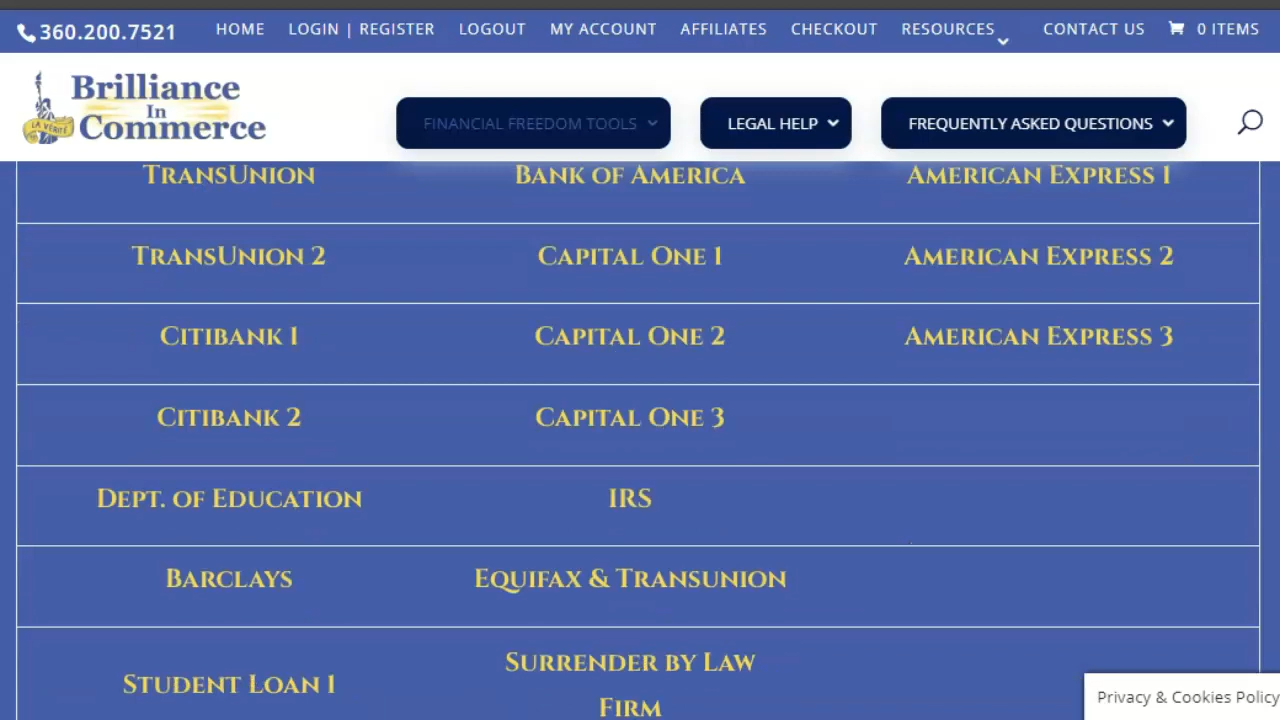 360.200.7521 HOME LOGIN | REGISTER LOGOUT MY ACCOUNT AFFILIATES CHECKOUT RESOURCES CONTACT US 0 ITEMS
Brilliance
In
Commerce
LA VERITE
FINANCIAL FREEDOM TOOLS LEGAL HELP FREQUENTLY ASKED QUESTIONS
TransUnion Bank of America American Express 1
TransUnion 2 Capital One 1 American Express 2
Citibank 1 Capital One 2 American Express 3
Citibank 2 Capital One 3
Dept. of Education IRS
Barclays Equifax & Transunion
Student Loan 1 Surrender by Law
Firm
Privacy & Cookies Policy